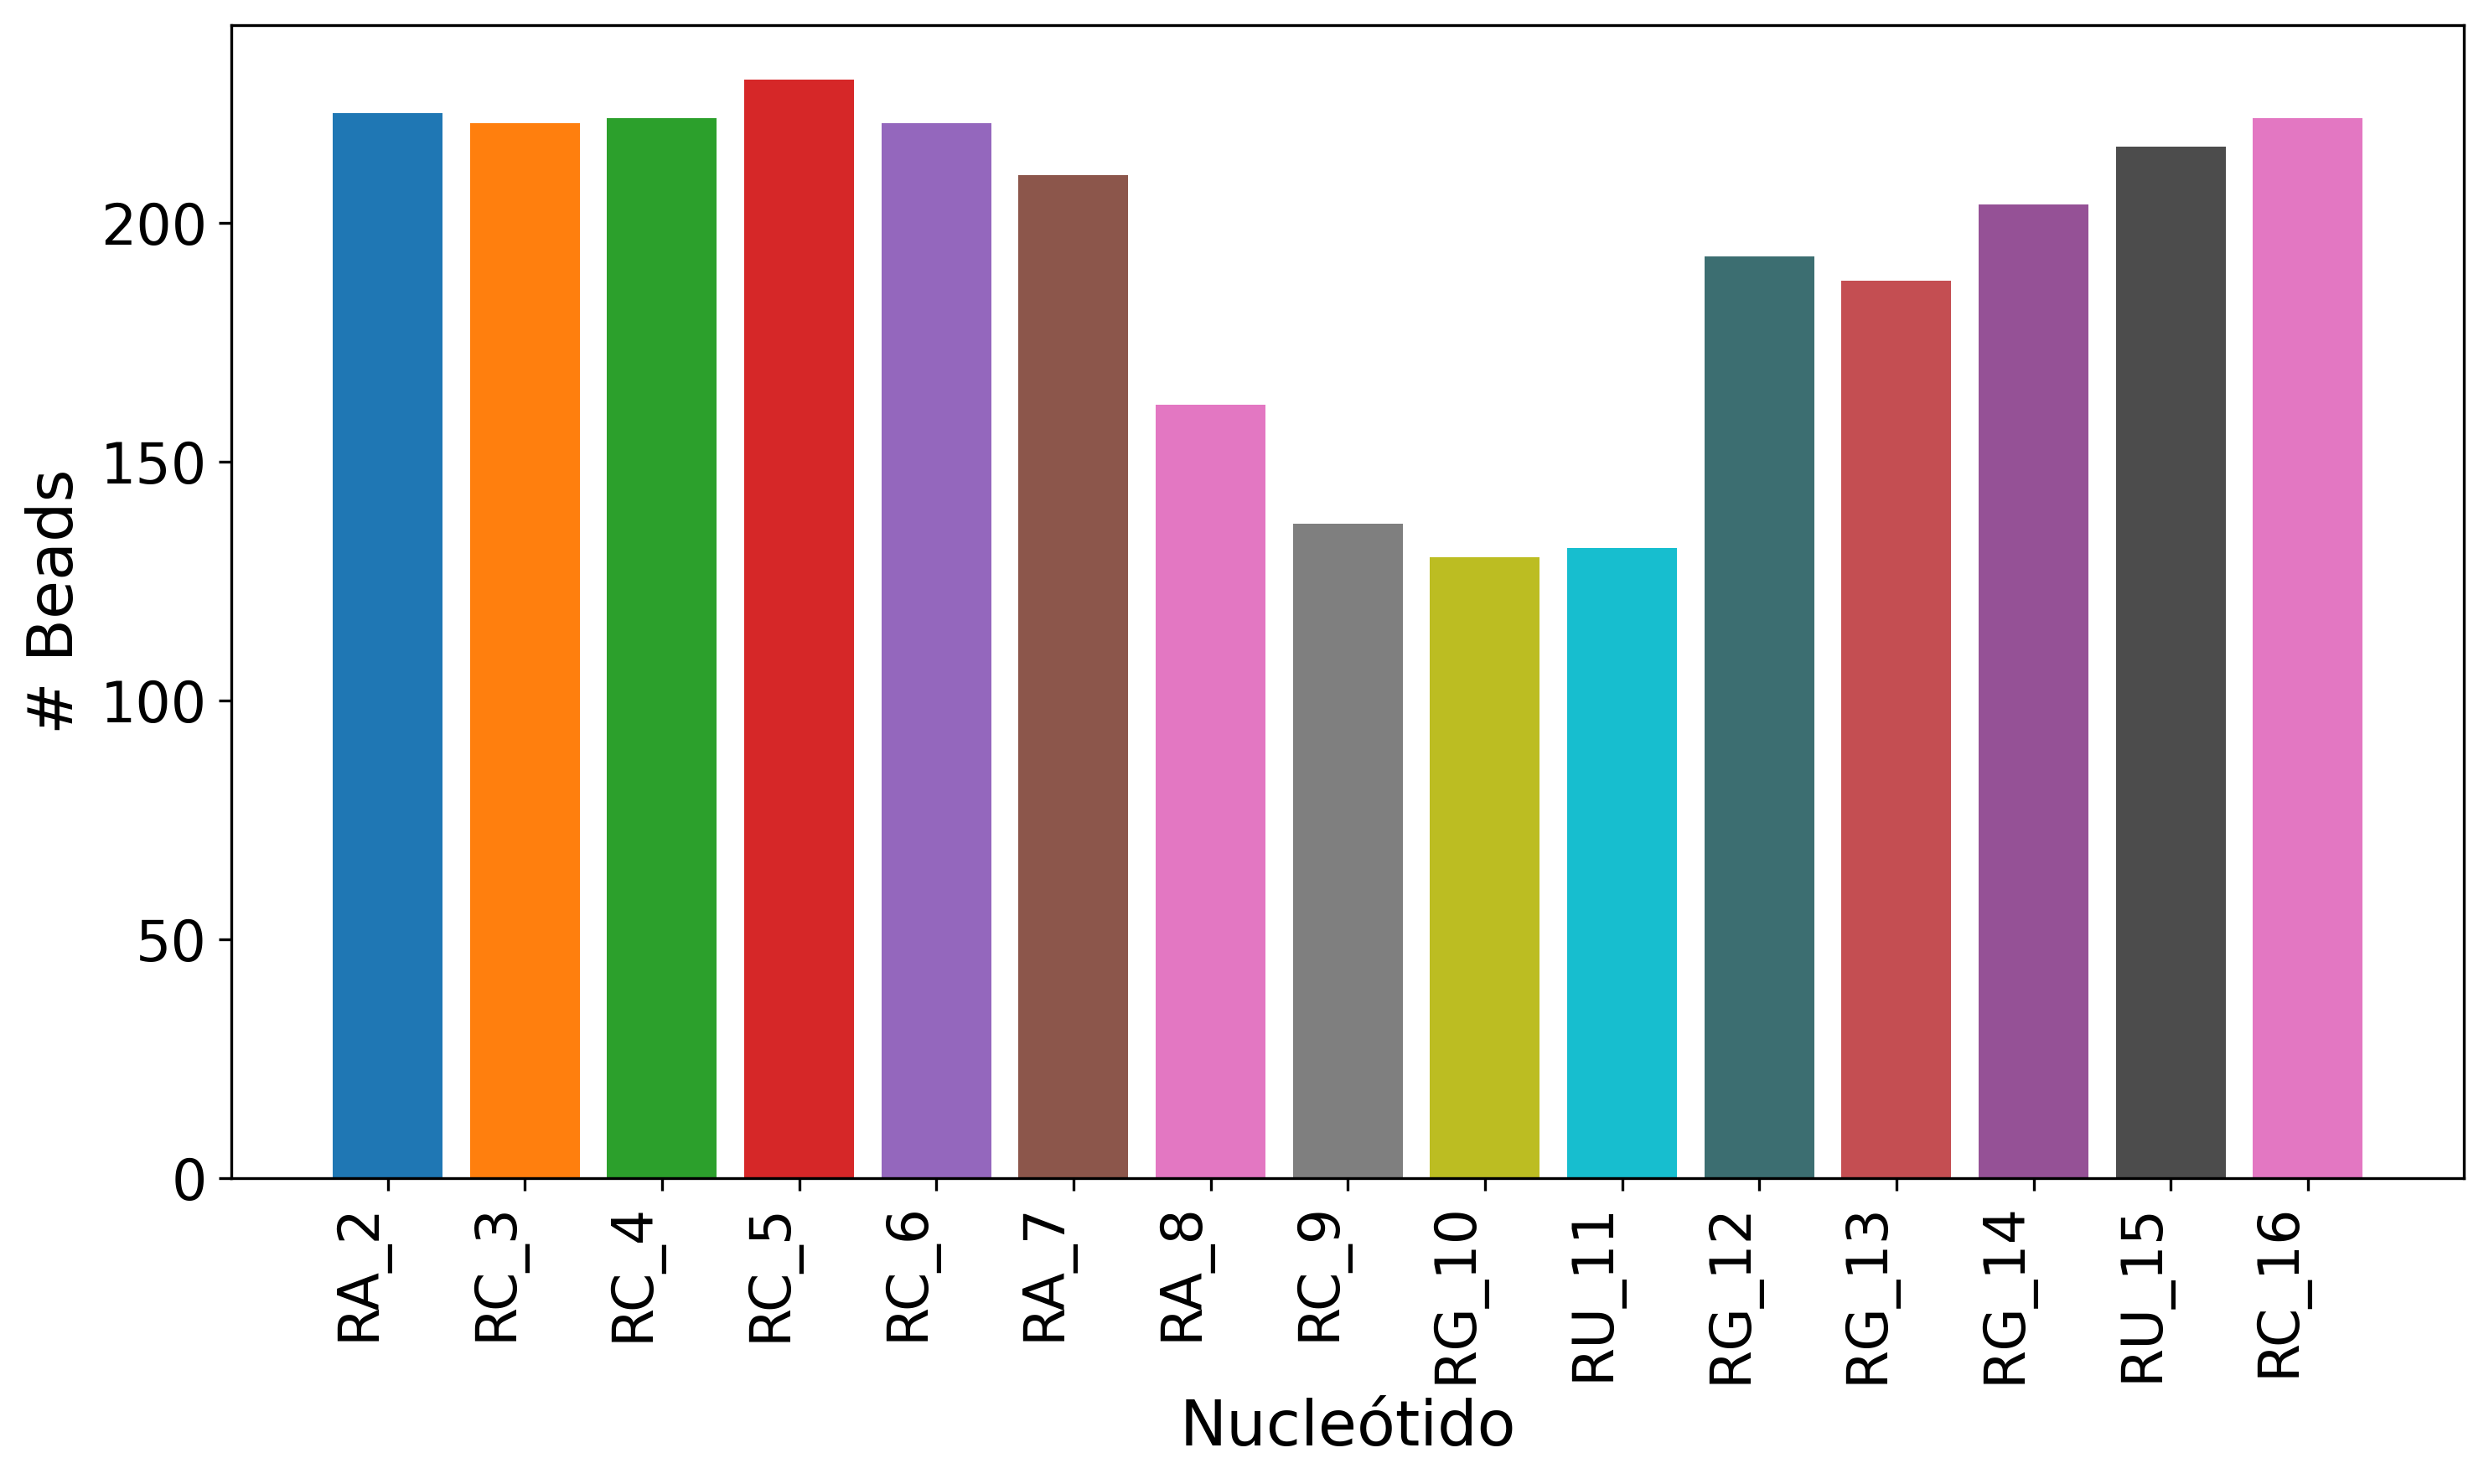 # Beads
200
150
100
50
0
RA_2
RC_3
RC_4
RC_5
RC_6
RA_7
RA_8
RC_9
RG_10
RU_11
RG_12
RG_13
RG_14
RU_15
RC_16
Nucleótido